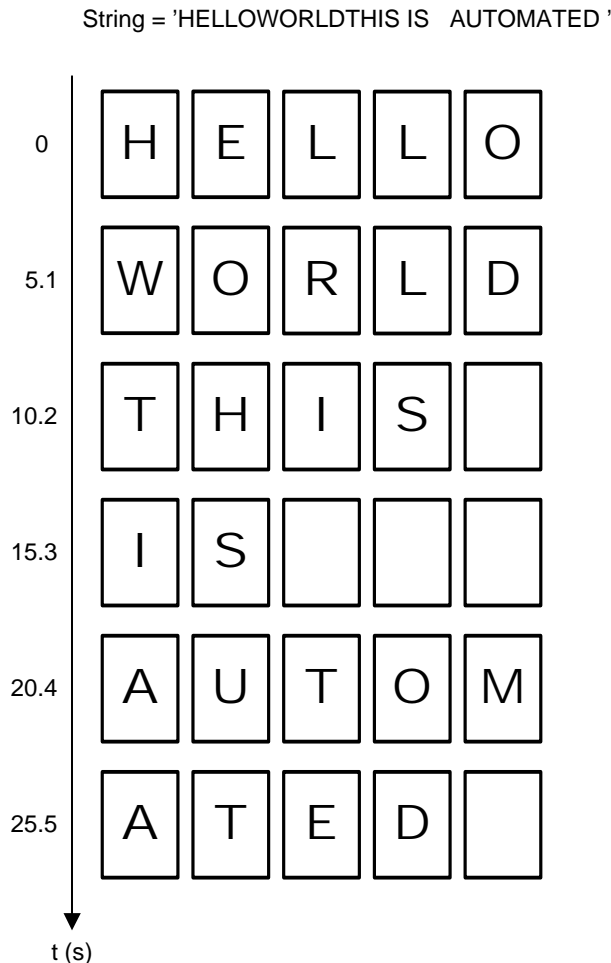 String = 'HELLOWORLDTHIS IS   AUTOMATED '
0 H E L L O
5.1 W O R L D
10.2 T H I S
15.3 I S
20.4 A U T O M
25.5 A T E D
t (s)